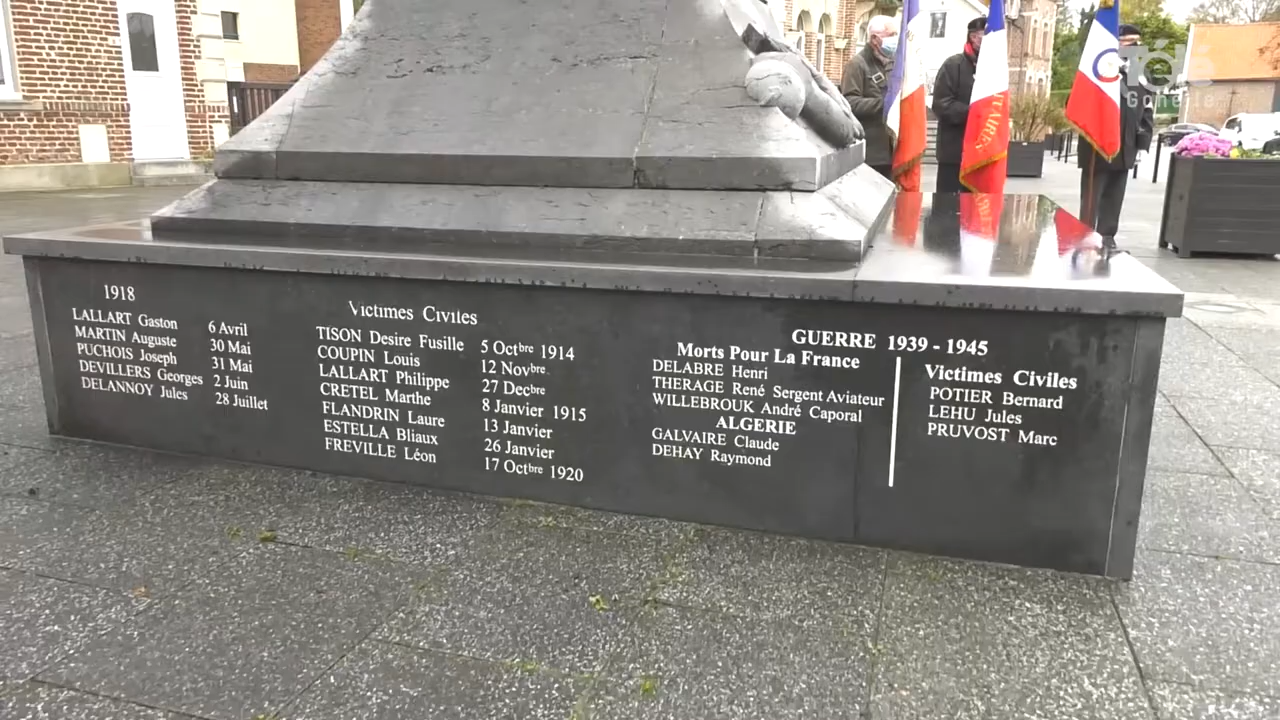 1918
LALLART Gaston 6 Avril
MARTIN Auguste 30 Mai
PUCHOIS Joseph 31 Mai
DEVILLERS Georges 2 Juin
DELANNOY Jules 28 Juillet
Victimes Civiles
TISON Desire Fusille 5 Octbre 1914
COUPIN Louis 12 Novbre
LALLART Philippe 27 Decbre
CRETEL Marthe 8 Janvier 1915
FLANDRIN Laure 13 Janvier
ESTELLA Bliaux 26 Janvier
FREVILLE Léon 17 Octbre 1920
GUERRE 1939 - 1945
Morts Pour La France
DELABRE Henri
THERAGE René Sergent Aviateur
WILLEBROUK André Caporal
ALGERIE
GALVAIRE Claude
DEHAY Raymond
Victimes Civiles
POTIER Bernard
LEHU Jules
PRUVOST Marc
Gohelle